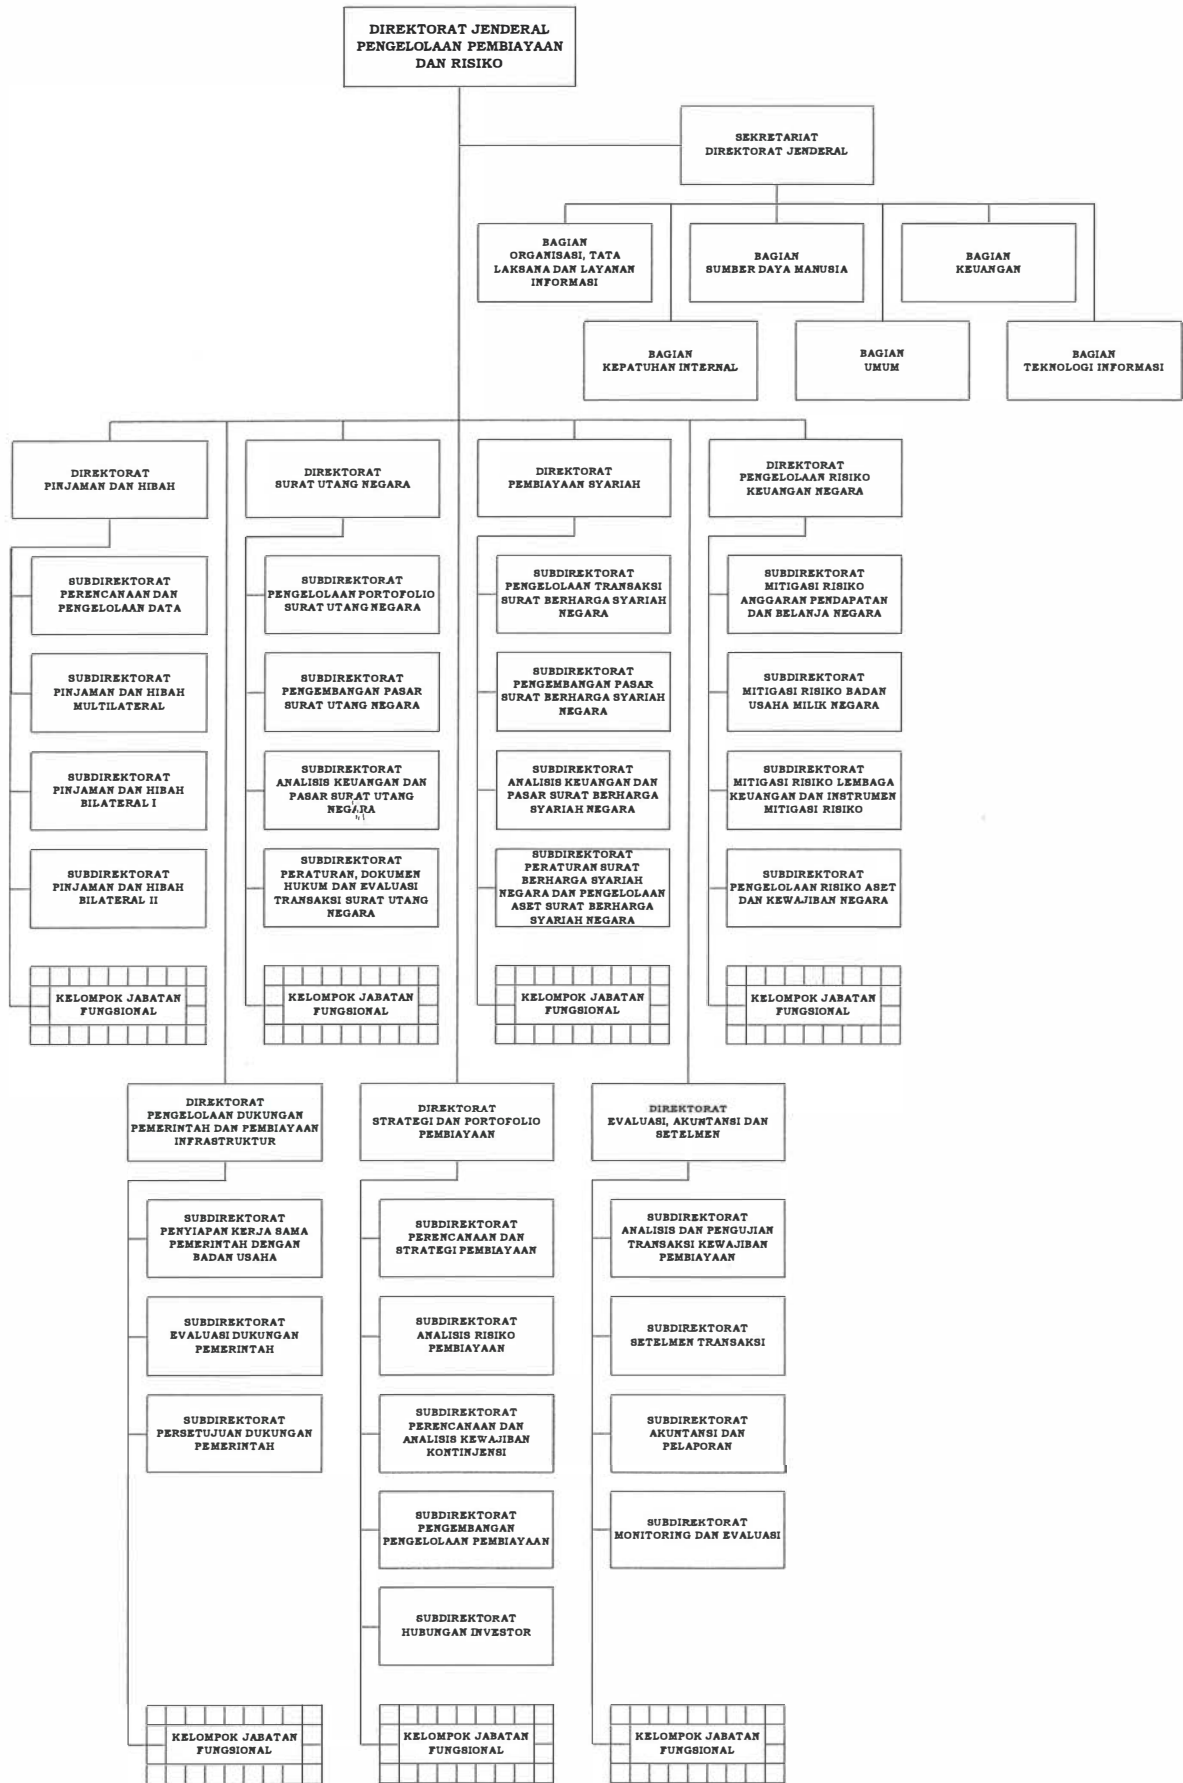 DIREKTORAT JENDERAL
PENGELOLAAN PEMBIAYAAN
DAN RISIKO
SEKRETARIAT
DIREKTORAT JENDERAL
BAGIAN
ORGANISASI, TATA
LAKSANA DAN LAYANAN
INFORMASI
BAGIAN
SUMBER DAYA MANUSIA
BAGIAN
KEUANGAN
BAGIAN
KEPATUHAN INTERNAL
BAGIAN
UMUM
BAGIAN
TEKNOLOGI INFORMASI
DIREKTORAT
PINJAMAN DAN HIBAH
SUBDIREKTORAT
PERENCANAAN DAN
PENGELOLAAN DATA
SUBDIREKTORAT
PINJAMAN DAN HIBAH
MULTILATERAL
SUBDIREKTORAT
PINJAMAN DAN HIBAH
BILATERAL I
SUBDIREKTORAT
PINJAMAN DAN HIBAH
BILATERAL II
KELOMPOK JABATAN
FUNGSIONAL
DIREKTORAT
SURAT UTANG NEGARA
SUBDIREKTORAT
PENGELOLAAN PORTOFOLIO
SURAT UTANG NEGARA
SUBDIREKTORAT
PENGEMBANGAN PASAR
SURAT UTANG NEGARA
SUBDIREKTORAT
ANALISIS KEUANGAN DAN
PASAR SURAT UTANG
NEGARA
SUBDIREKTORAT
PERATURAN, DOKUMEN
HUKUM DAN EVALUASI
TRANSAKSI SURAT UTANG
NEGARA
KELOMPOK JABATAN
FUNGSIONAL
DIREKTORAT
PEMBIAYAAN SYARIAH
SUBDIREKTORAT
PENGELOLAAN TRANSAKSI
SURAT BERHARGA SYARIAH
NEGARA
SUBDIREKTORAT
PENGEMBANGAN PASAR
SURAT BERHARGA SYARIAH
NEGARA
SUBDIREKTORAT
ANALISIS KEUANGAN DAN
PASAR SURAT BERHARGA
SYARIAH NEGARA
SUBDIREKTORAT
PERATURAN SURAT
BERHARGA SYARIAH
NEGARA DAN PENGELOLAAN
ASET SURAT BERHARGA
SYARIAH NEGARA
KELOMPOK JABATAN
FUNGSIONAL
DIREKTORAT
PENGELOLAAN RISIKO
KEUANGAN NEGARA
SUBDIREKTORAT
MITIGASI RISIKO
ANGGARAN PENDAPATAN
DAN BELANJA NEGARA
SUBDIREKTORAT
MITIGASI RISIKO BADAN
USAHA MILIK NEGARA
SUBDIREKTORAT
MITIGASI RISIKO LEMBAGA
KEUANGAN DAN INSTRUMEN
MITIGASI RISIKO
SUBDIREKTORAT
PENGELOLAAN RISIKO ASET
DAN KEWAJIBAN NEGARA
KELOMPOK JABATAN
FUNGSIONAL
DIREKTORAT
PENGELOLAAN DUKUNGAN
PEMERINTAH DAN PEMBIAYAAN
INFRASTRUKTUR
SUBDIREKTORAT
PENYIAPAN KERJA SAMA
PEMERINTAH DENGAN
BADAN USAHA
SUBDIREKTORAT
EVALUASI DUKUNGAN
PEMERINTAH
SUBDIREKTORAT
PERSETUJUAN DUKUNGAN
PEMERINTAH
KELOMPOK JABATAN
FUNGSIONAL
DIREKTORAT
STRATEGI DAN PORTOFOLIO
PEMBIAYAAN
SUBDIREKTORAT
PERENCANAAN DAN
STRATEGI PEMBIAYAAN
SUBDIREKTORAT
ANALISIS RISIKO
PEMBIAYAAN
SUBDIREKTORAT
PERENCANAAN DAN
ANALISIS KEWAJIBAN
KONTINJENSI
SUBDIREKTORAT
PENGEMBANGAN
PENGELOLAAN PEMBIAYAAN
SUBDIREKTORAT
HUBUNGAN INVESTOR
KELOMPOK JABATAN
FUNGSIONAL
DIREKTORAT
EVALUASI, AKUNTANSI DAN
SETELMEN
SUBDIREKTORAT
ANALISIS DAN PENGUJIAN
TRANSAKSI KEWAJIBAN
PEMBIAYAAN
SUBDIREKTORAT
SETELMEN TRANSAKSI
SUBDIREKTORAT
AKUNTANSI DAN
PELAPORAN
SUBDIREKTORAT
MONITORING DAN EVALUASI
KELOMPOK JABATAN
FUNGSIONAL